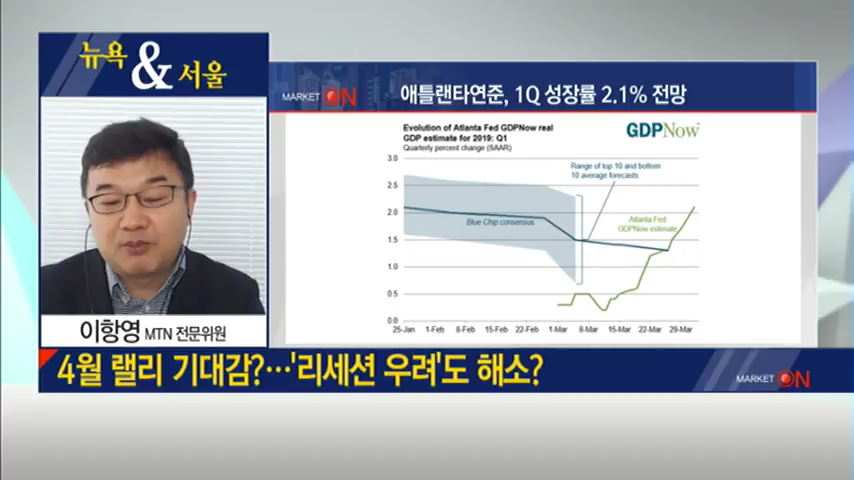 뉴욕
&
서울
MARKET ON
애틀랜타연준, 1Q 성장률 2.1% 전망
Evolution of Atlanta Fed GDPNow real
GDP estimate for 2019: Q1
Quarterly percent change (SAAR)
GDPNow™
3.0
2.5
2.0
1.5
1.0
0.5
0.0
Range of top 10 and bottom
10 average forecasts
Blue Chip consensus
Atlanta Fed
GDPNow estimate
25-Jan 1-Feb 8-Feb 15-Feb 22-Feb 1-Mar 8-Mar 15-Mar 22-Mar 29-Mar
이항영 MTN 전문위원
4월 랠리 기대감?…'리세션 우려'도 해소?
MARKET ON